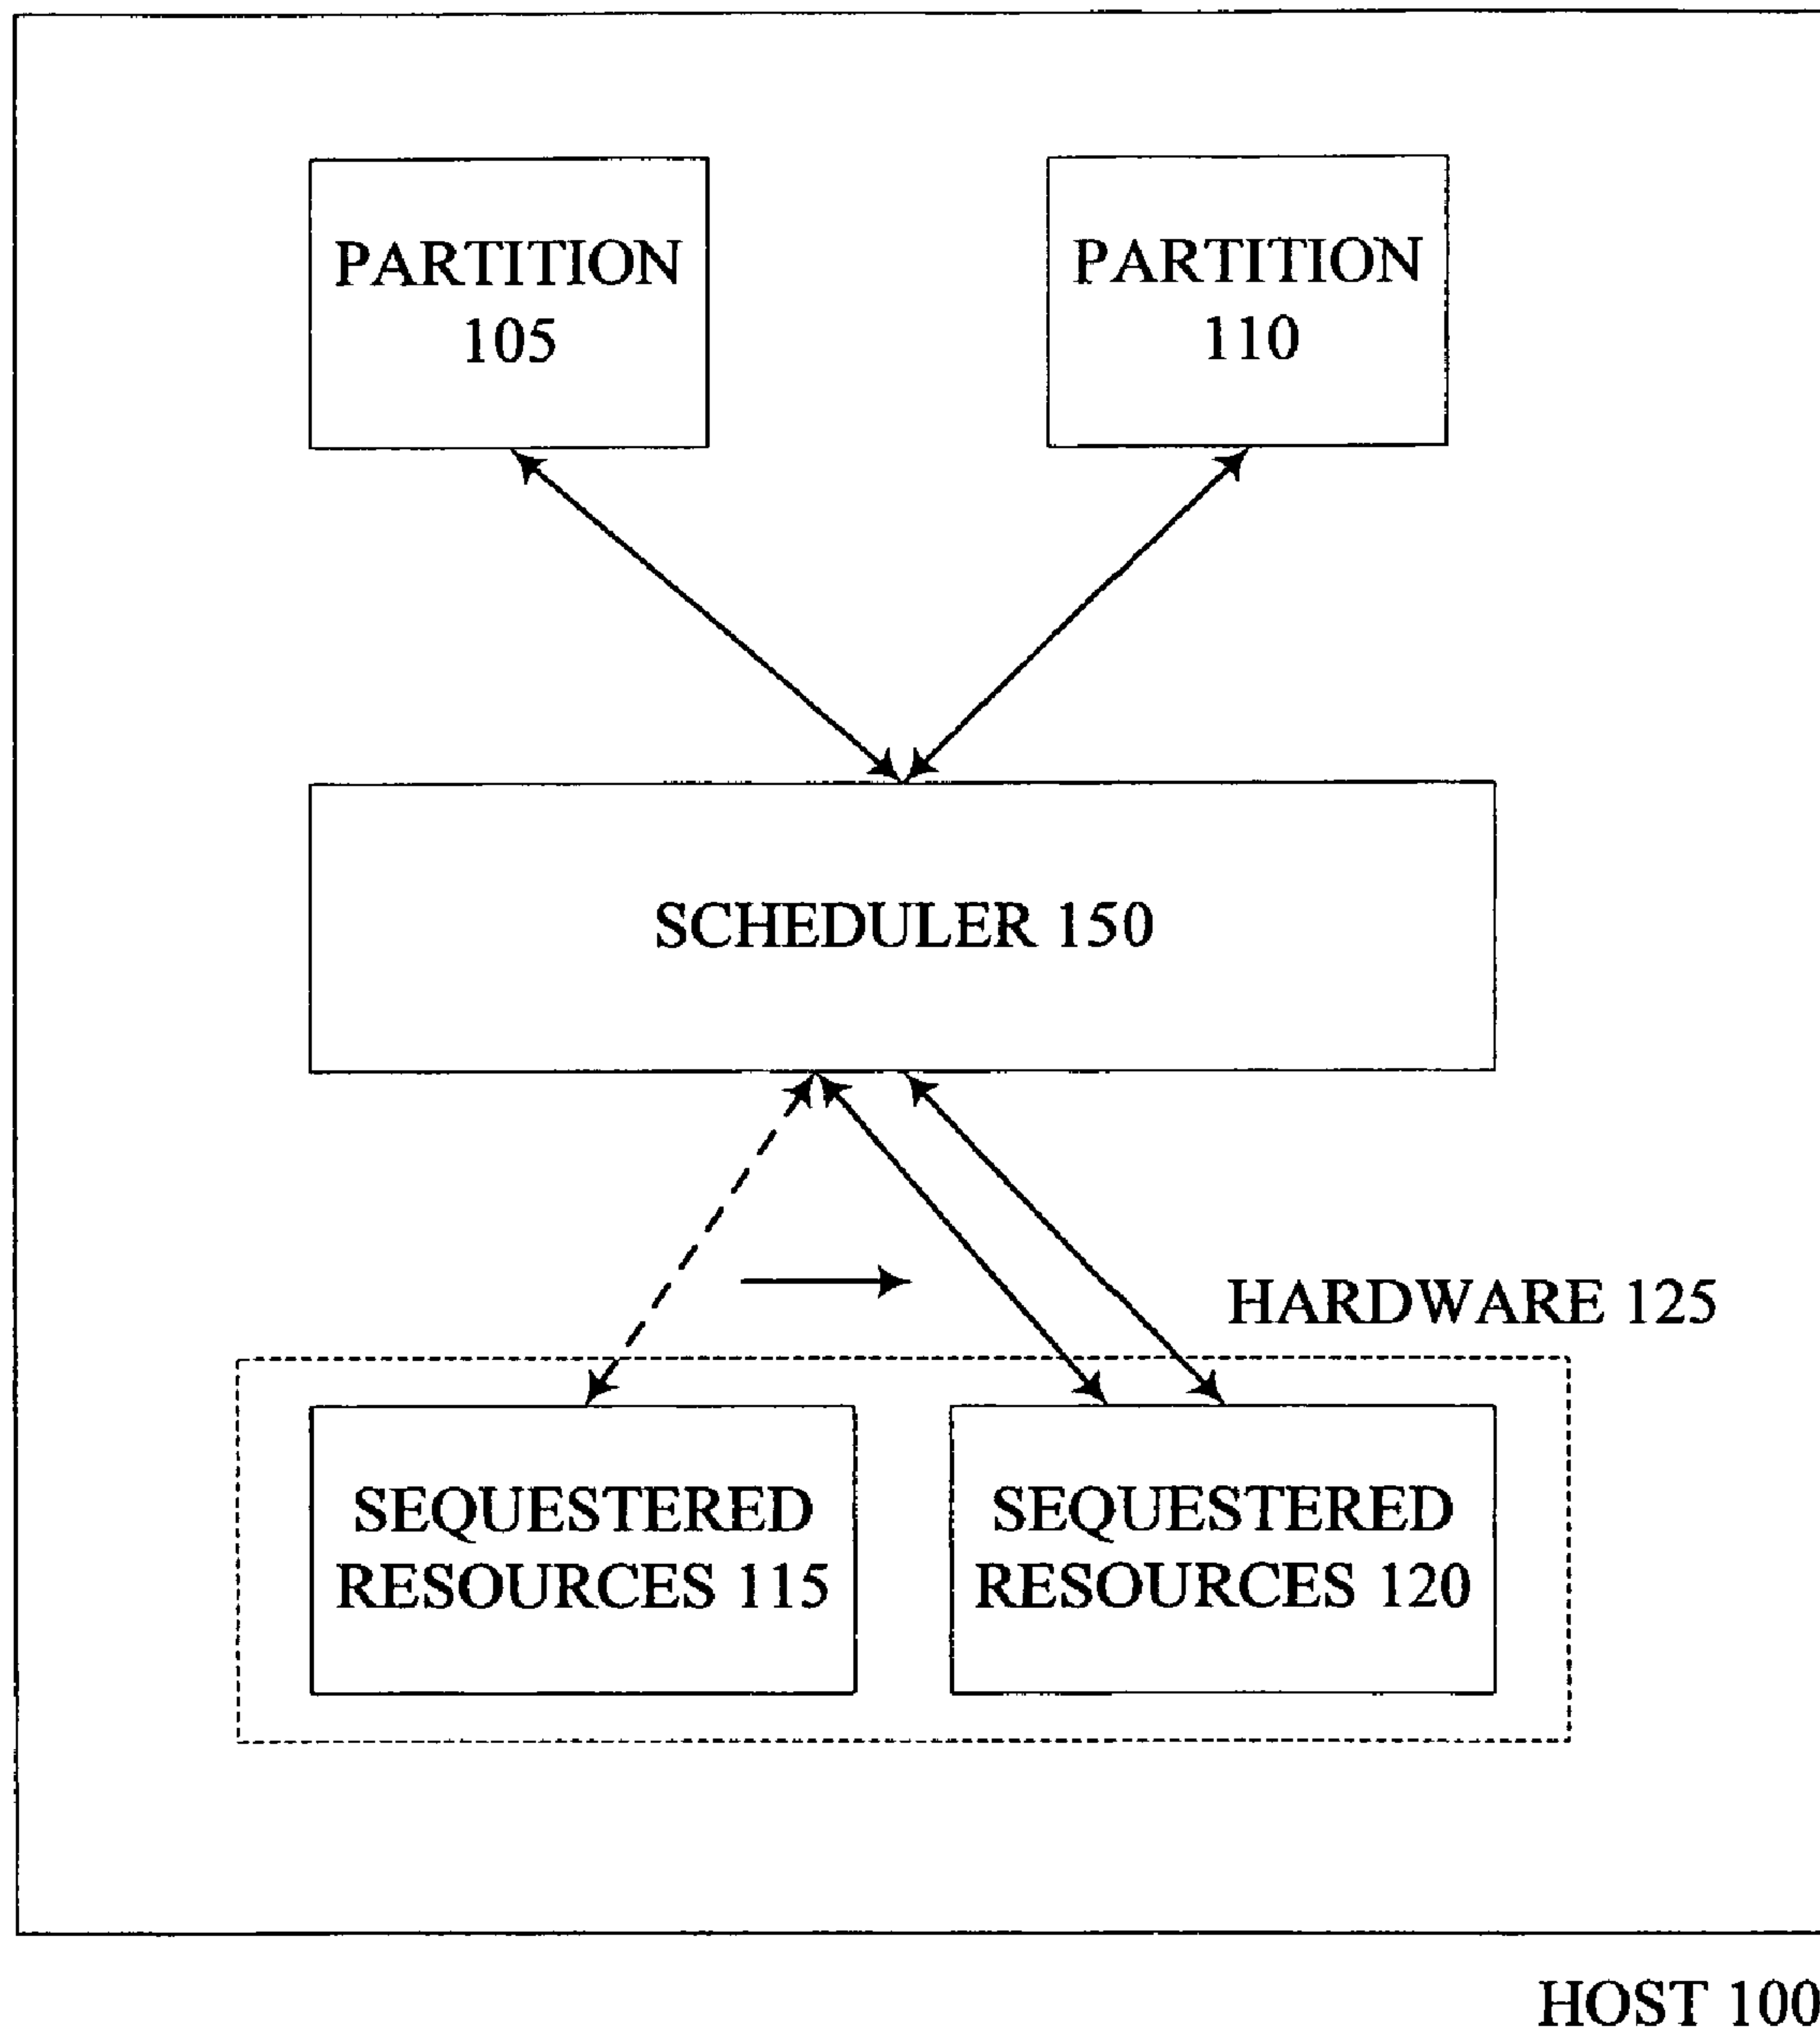 PARTITION
105
PARTITION
110
SCHEDULER 150
HARDWARE 125
SEQUESTERED
RESOURCES 115
SEQUESTERED
RESOURCES 120
HOST 100